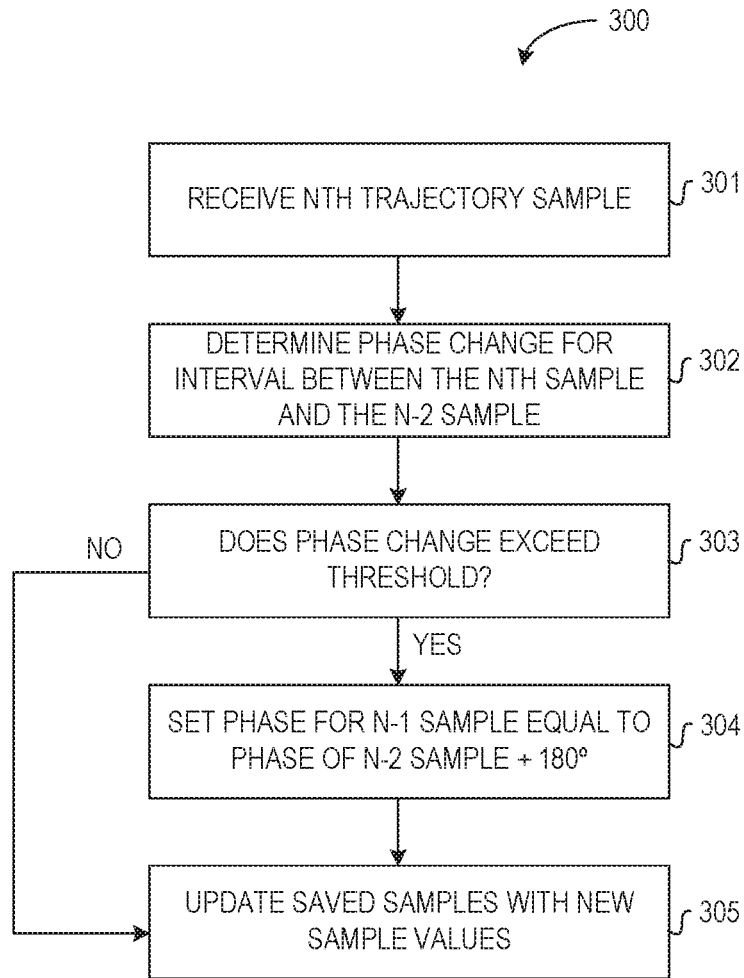 300
RECEIVE NTH TRAJECTORY SAMPLE
301
DETERMINE PHASE CHANGE FOR
INTERVAL BETWEEN THE NTH SAMPLE
AND THE N-2 SAMPLE
302
DOES PHASE CHANGE EXCEED
THRESHOLD?
303
NO
YES
SET PHASE FOR N-1 SAMPLE EQUAL TO
PHASE OF N-2 SAMPLE + 180º
304
UPDATE SAVED SAMPLES WITH NEW
SAMPLE VALUES
305